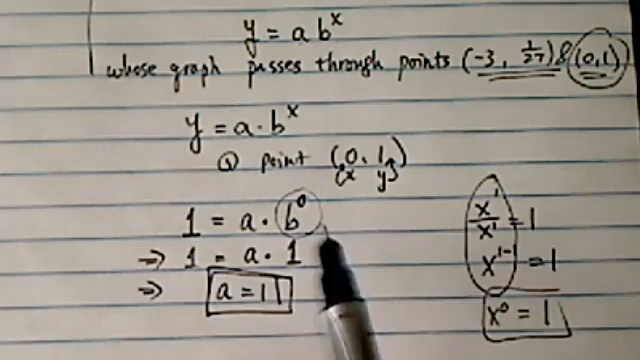 y = a b^x
whose graph passes through points (-3, 1/27) & (0,1)
y = a · b^x
@ point (0, 1)
(x y)
1 = a · b^0
⇒ 1 = a · 1
⇒ a = 1
x^1/x^1 = 1
x^1-1 = 1
x^0 = 1